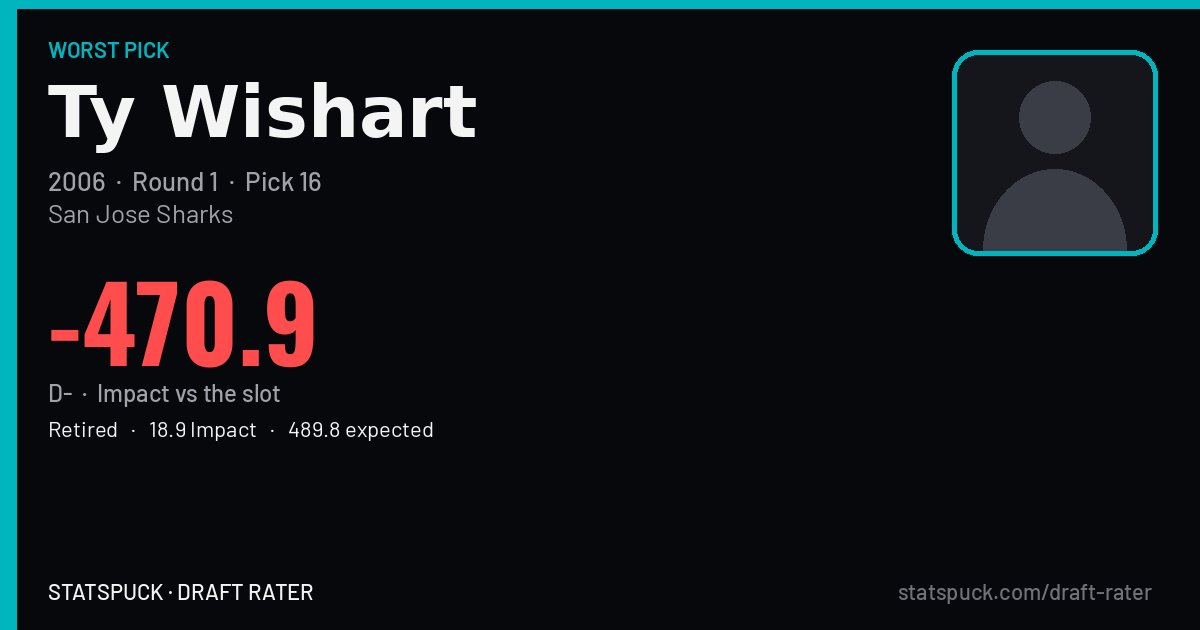 WORST PICK
Ty Wishart
2006 · Round 1 · Pick 16
San Jose Sharks
-470.9
D- · Impact vs the slot
Retired · 18.9 Impact · 489.8 expected
STATSPUCK · DRAFT RATER
statspuck.com/draft-rater